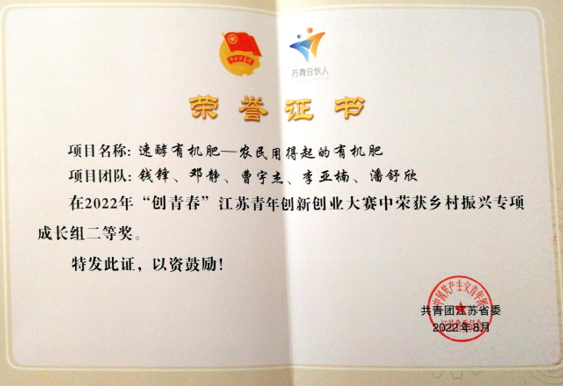 苏青合伙人
荣誉证书
项目名称：速酵有机肥—农民用得起的有机肥
项目团队：钱锋、邓静、曹宇杰、李亚楠、潘舒欣
在2022年“创青春”江苏青年创新创业大赛中荣获乡村振兴专项
成长组二等奖。
特发此证，以资鼓励！
共青团江苏省委
2022年8月